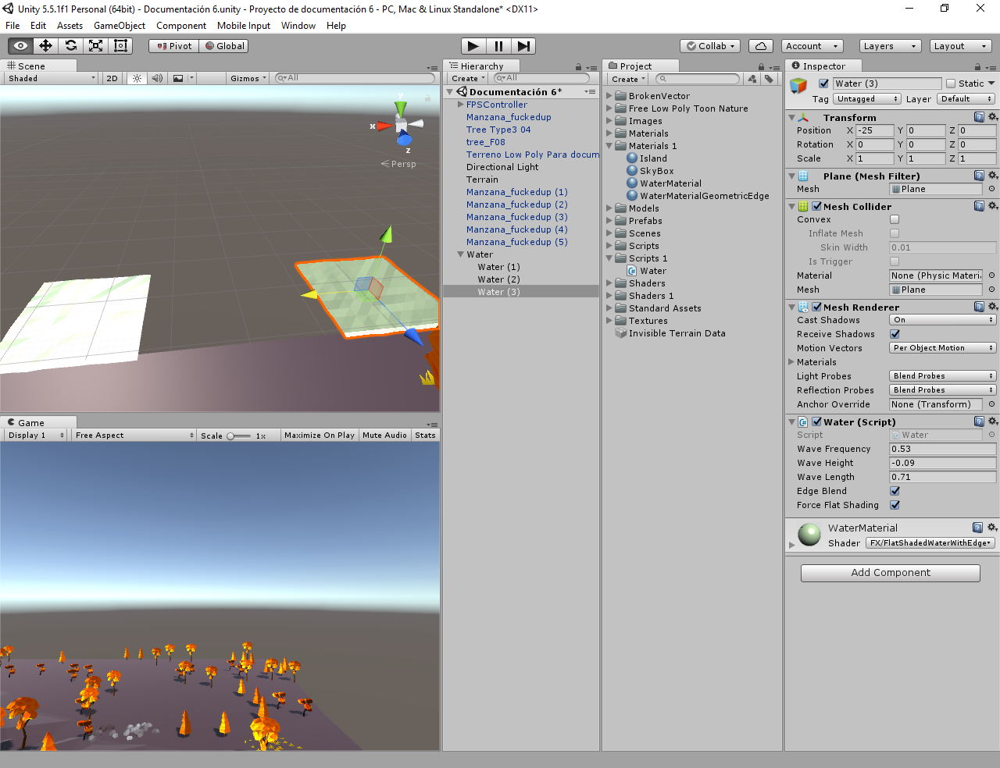 Unity 5.5.1f1 Personal (64bit) - Documentación 6.unity - Proyecto de documentación 6 - PC, Mac & Linux Standalone* <DX11>
File Edit Assets GameObject Component Mobile Input Window Help
Pivot Global Collab Account Layers Layout
Scene
Shaded 2D Gizmos All
y
x
z
Persp
Game
Display 1 Free Aspect Scale 1x Maximize On Play Mute Audio Stats
Hierarchy
Create All
Documentación 6*
FPSController
Manzana_fuckedup
Tree Type3 04
tree_F08
Terreno Low Poly Para docum
Directional Light
Terrain
Manzana_fuckedup (1)
Manzana_fuckedup (2)
Manzana_fuckedup (3)
Manzana_fuckedup (4)
Manzana_fuckedup (5)
Water
Water (1)
Water (2)
Water (3)
Project
Create
BrokenVector
Free Low Poly Toon Nature
Images
Materials
Materials 1
Island
SkyBox
WaterMaterial
WaterMaterialGeometricEdge
Models
Prefabs
Scenes
Scripts
Scripts 1
Water
Shaders
Shaders 1
Standard Assets
Textures
Invisible Terrain Data
Inspector
Water (3) Static
Tag Untagged Layer Default
Transform
Position X -25 Y 0 Z 0
Rotation X 0 Y 0 Z 0
Scale X 1 Y 1 Z 1
Plane (Mesh Filter)
Mesh Plane
Mesh Collider
Convex
Inflate Mesh
Skin Width 0.01
Is Trigger
Material None (Physic Materi
Mesh Plane
Mesh Renderer
Cast Shadows On
Receive Shadows
Motion Vectors Per Object Motion
Materials
Light Probes Blend Probes
Reflection Probes Blend Probes
Anchor Override None (Transform)
Water (Script)
Script Water
Wave Frequency 0.53
Wave Height -0.09
Wave Length 0.71
Edge Blend
Force Flat Shading
WaterMaterial
Shader FX/FlatShadedWaterWithEdge
Add Component